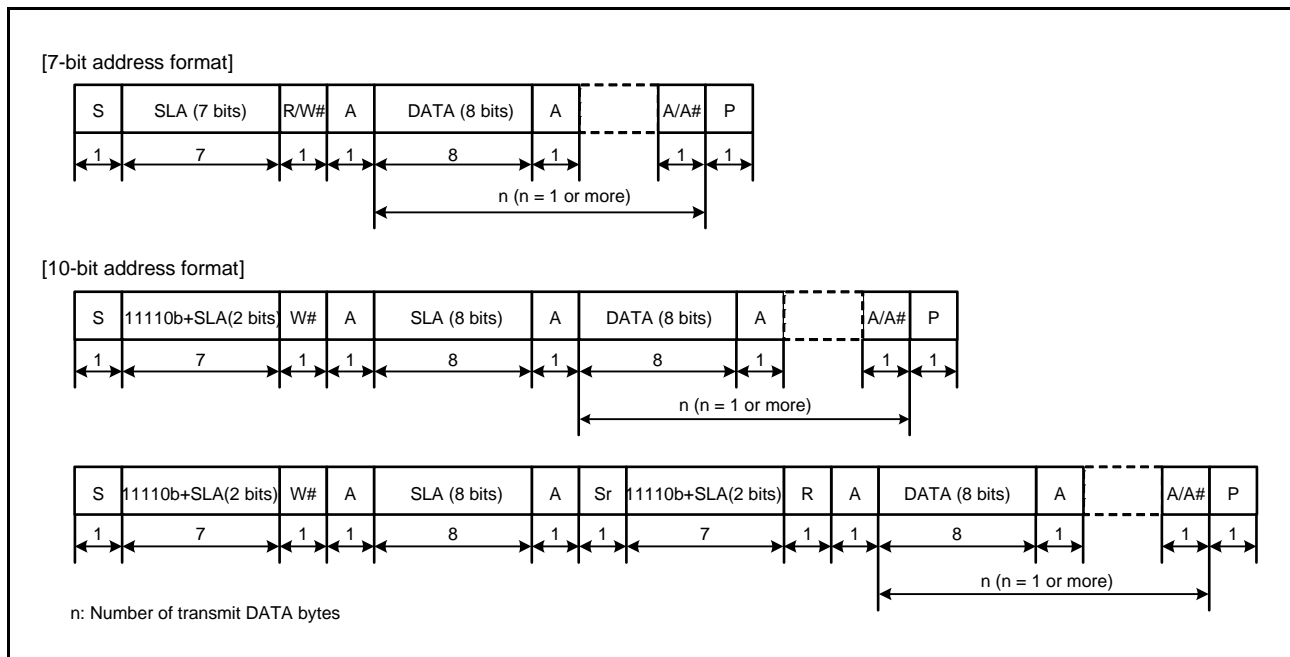 [7-bit address format]
S SLA (7 bits) R/W# A DATA (8 bits) A A/A# P
1 7 1 1 8 1 1 1
n (n = 1 or more)
[10-bit address format]
S 11110b+SLA(2 bits) W# A SLA (8 bits) A DATA (8 bits) A A/A# P
1 7 1 1 8 1 8 1 1 1
n (n = 1 or more)
S 11110b+SLA(2 bits) W# A SLA (8 bits) A Sr 11110b+SLA(2 bits) R A DATA (8 bits) A A/A# P
1 7 1 1 8 1 1 7 1 1 8 1 1 1
n (n = 1 or more)
n: Number of transmit DATA bytes